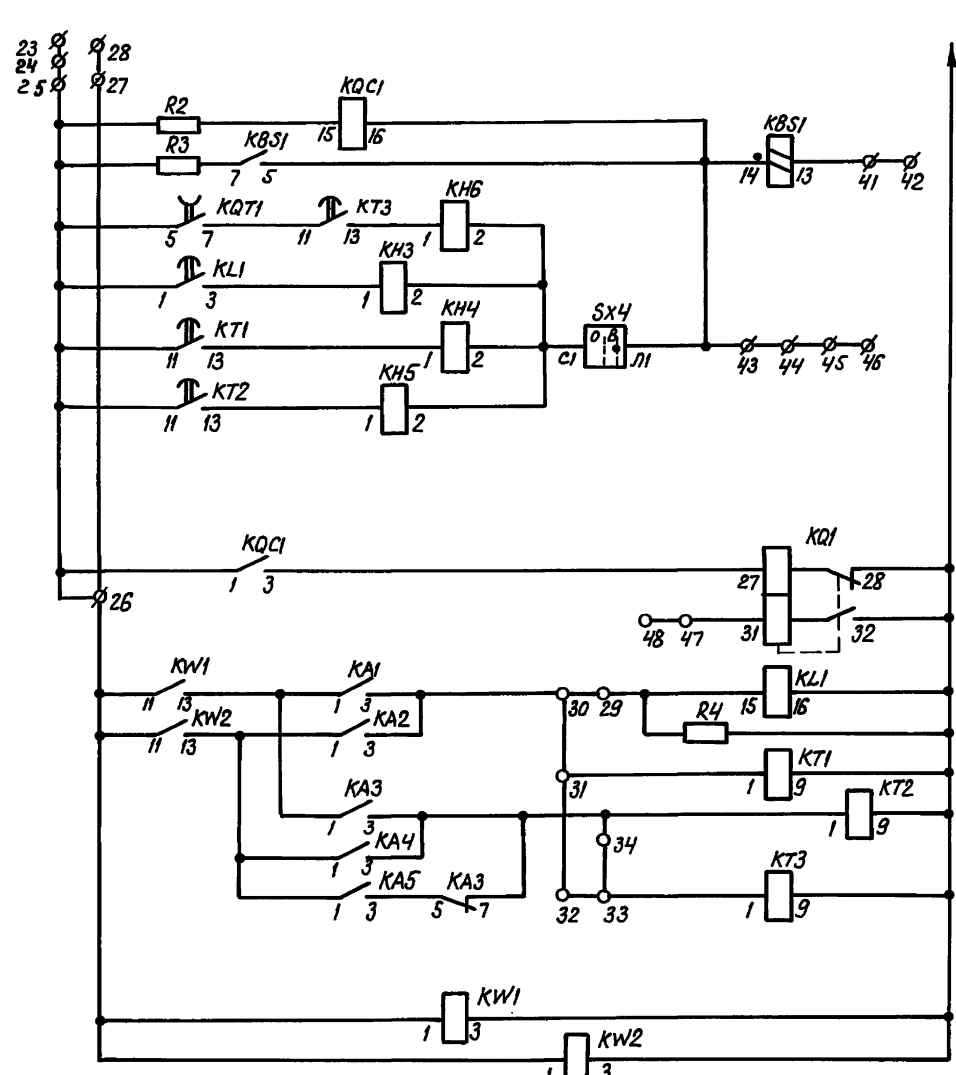 23
28
24
25
27
R2
KQC1
15
16
R3
KBS1
7
5
KBS1
14
13
41
42
KQT1
KT3
KH6
5
7
11
13
1
2
KL1
KH3
1
3
1
2
KT1
KH4
SX4
О
В
11
13
1
2
С1
Л1
43
44
45
46
KT2
KH5
11
13
1
2
KQC1
KQ1
1
3
27
28
26
48
47
31
32
KW1
KA1
KL1
11
13
1
3
30
29
15
16
KW2
KA2
R4
11
13
1
3
31
KT1
1
9
KA3
KT2
1
3
1
9
KA4
34
1
3
KA5
KA3
KT3
1
3
5
7
32
33
1
9
KW1
1
3
KW2
1
3